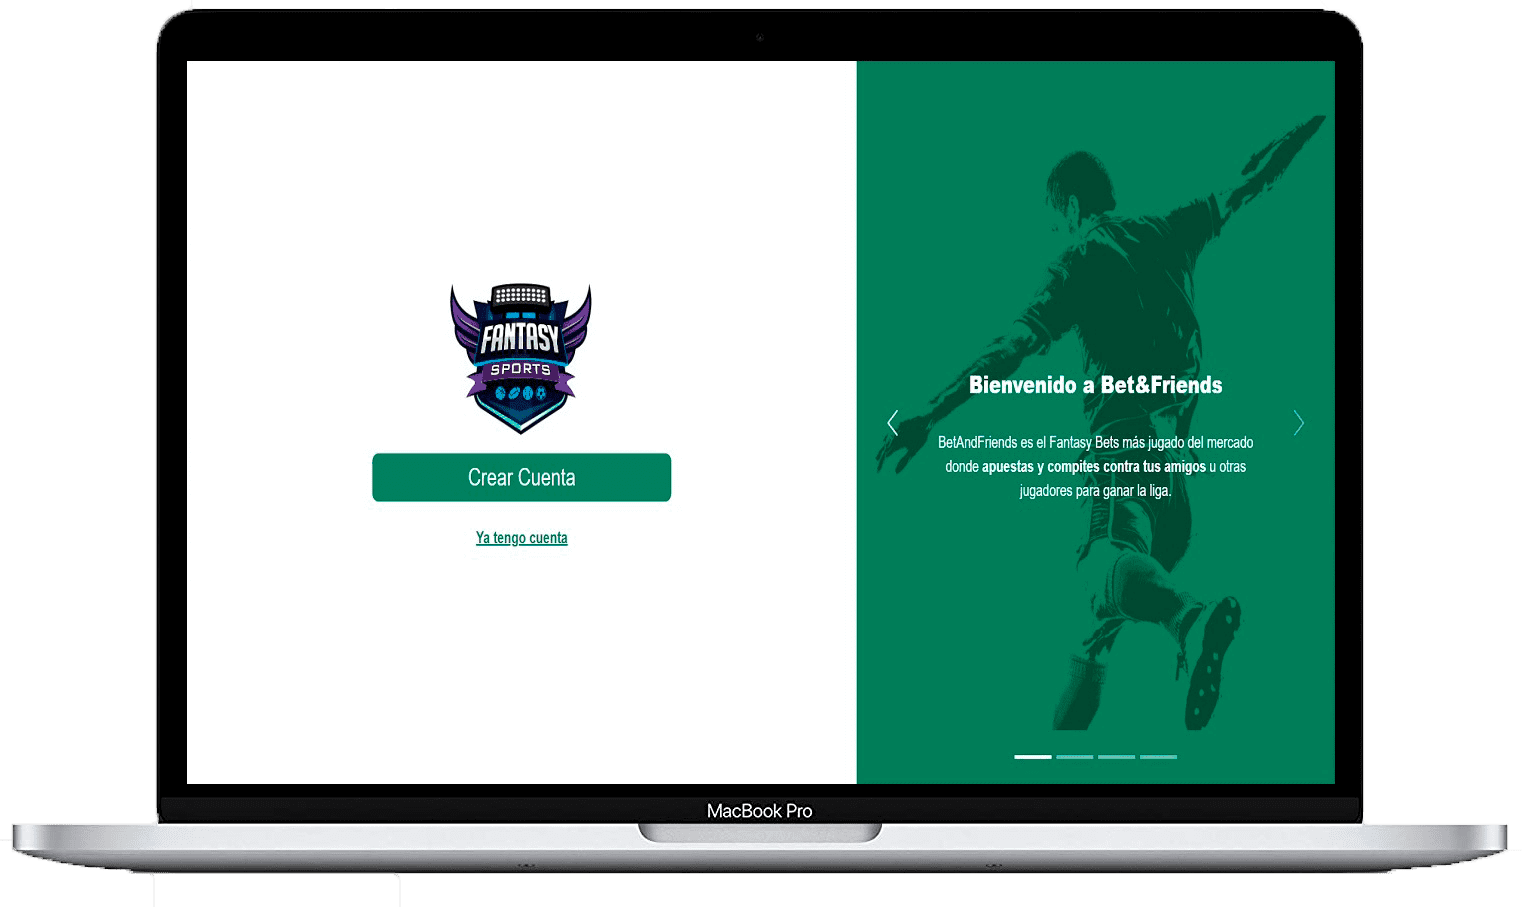 FANTASY
SPORTS
Crear Cuenta
Ya tengo cuenta
Bienvenido a Bet&Friends
BetAndFriends es el Fantasy Bets más jugado del mercado
donde apuestas y compites contra tus amigos u otras
jugadores para ganar la liga.
MacBook Pro